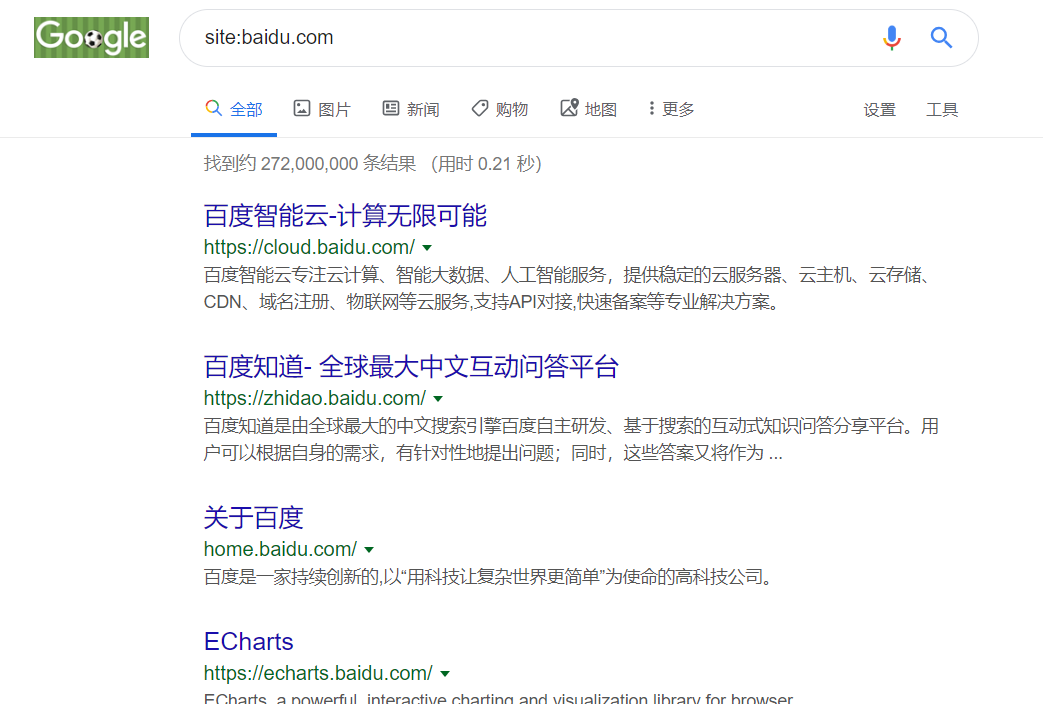 Google
site:baidu.com
全部 图片 新闻 购物 地图 更多 设置 工具
找到约 272,000,000 条结果 （用时 0.21 秒）
百度智能云-计算无限可能
https://cloud.baidu.com/
百度智能云专注云计算、智能大数据、人工智能服务，提供稳定的云服务器、云主机、云存储、
CDN、域名注册、物联网等云服务,支持API对接,快速备案等专业解决方案。
百度知道- 全球最大中文互动问答平台
https://zhidao.baidu.com/
百度知道是由全球最大的中文搜索引擎百度自主研发、基于搜索的互动式知识问答分享平台。用
户可以根据自身的需求，有针对性地提出问题；同时，这些答案又将作为 ...
关于百度
home.baidu.com/
百度是一家持续创新的,以“用科技让复杂世界更简单”为使命的高科技公司。
ECharts
https://echarts.baidu.com/
ECharts, a powerful, interactive charting and visualization library for browser